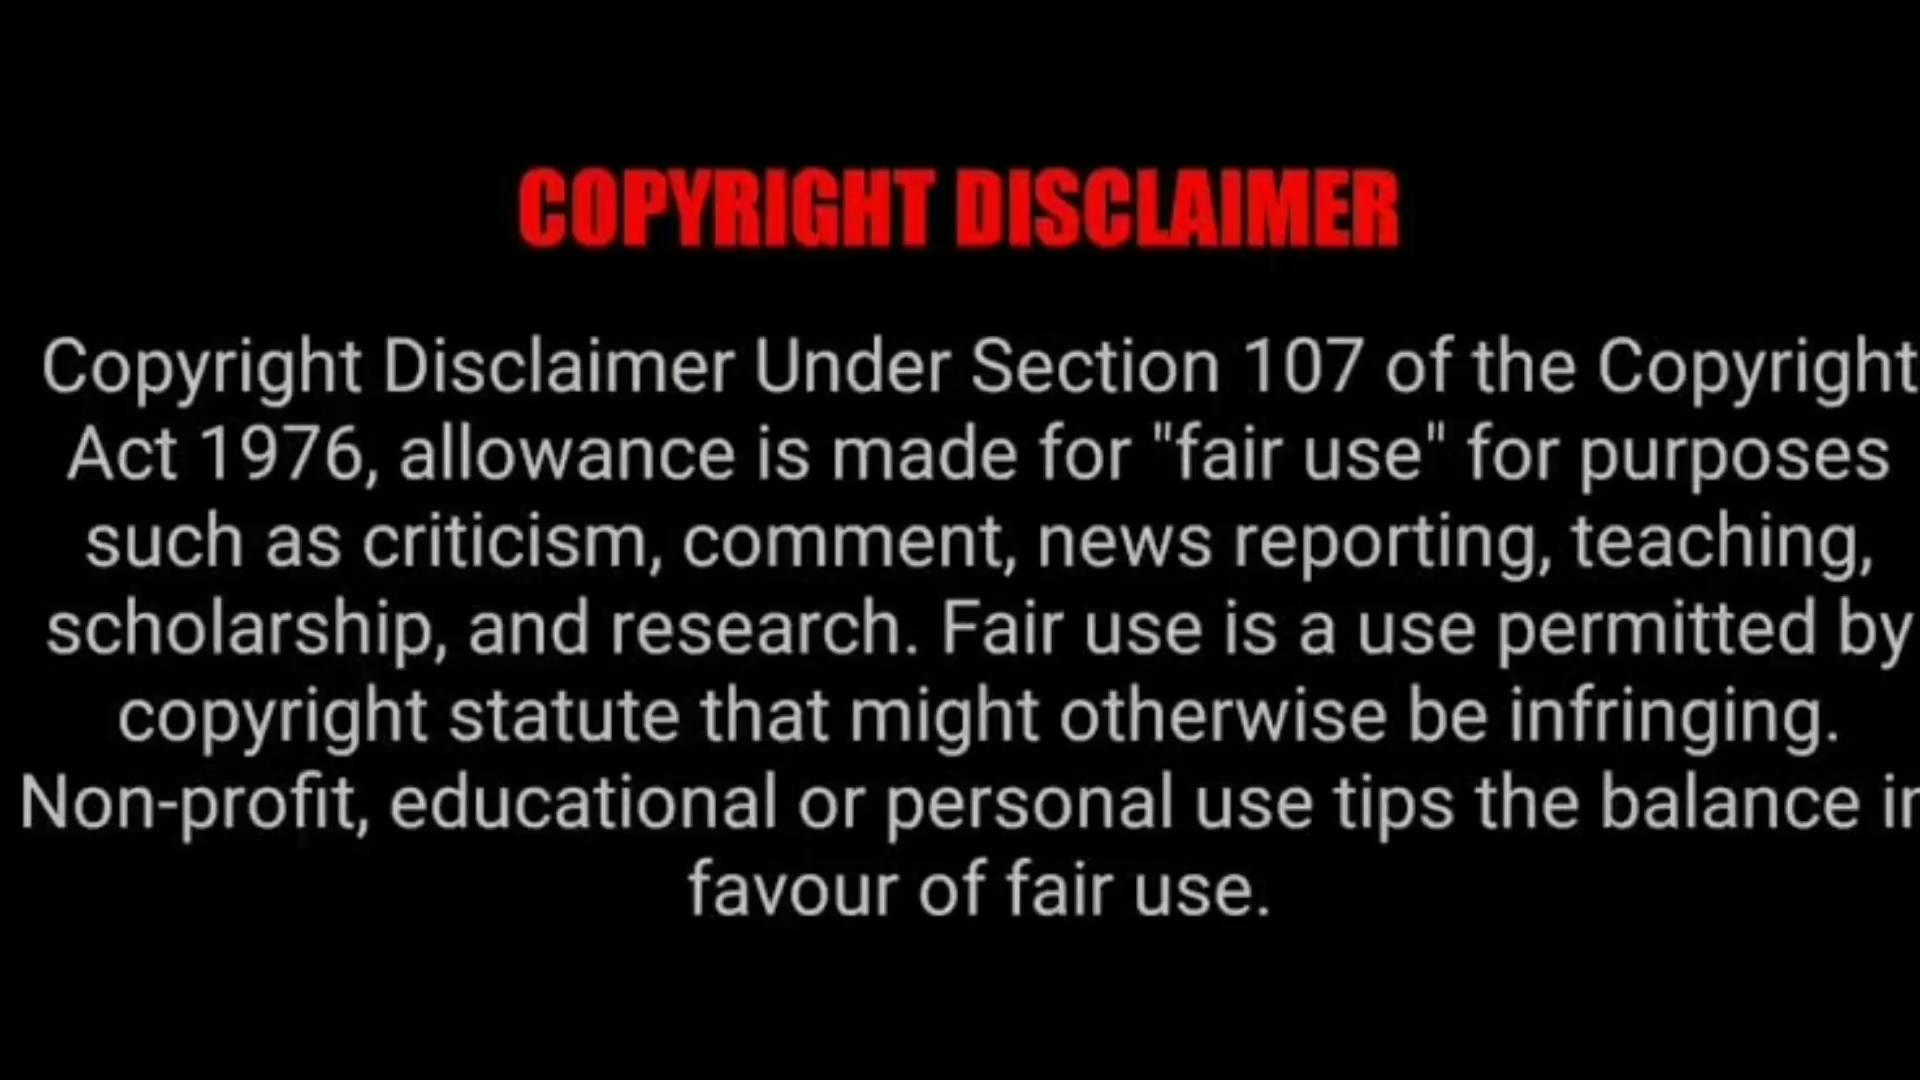 COPYRIGHT DISCLAIMER
Copyright Disclaimer Under Section 107 of the Copyright
Act 1976, allowance is made for "fair use" for purposes
such as criticism, comment, news reporting, teaching,
scholarship, and research. Fair use is a use permitted by
copyright statute that might otherwise be infringing.
Non-profit, educational or personal use tips the balance in
favour of fair use.